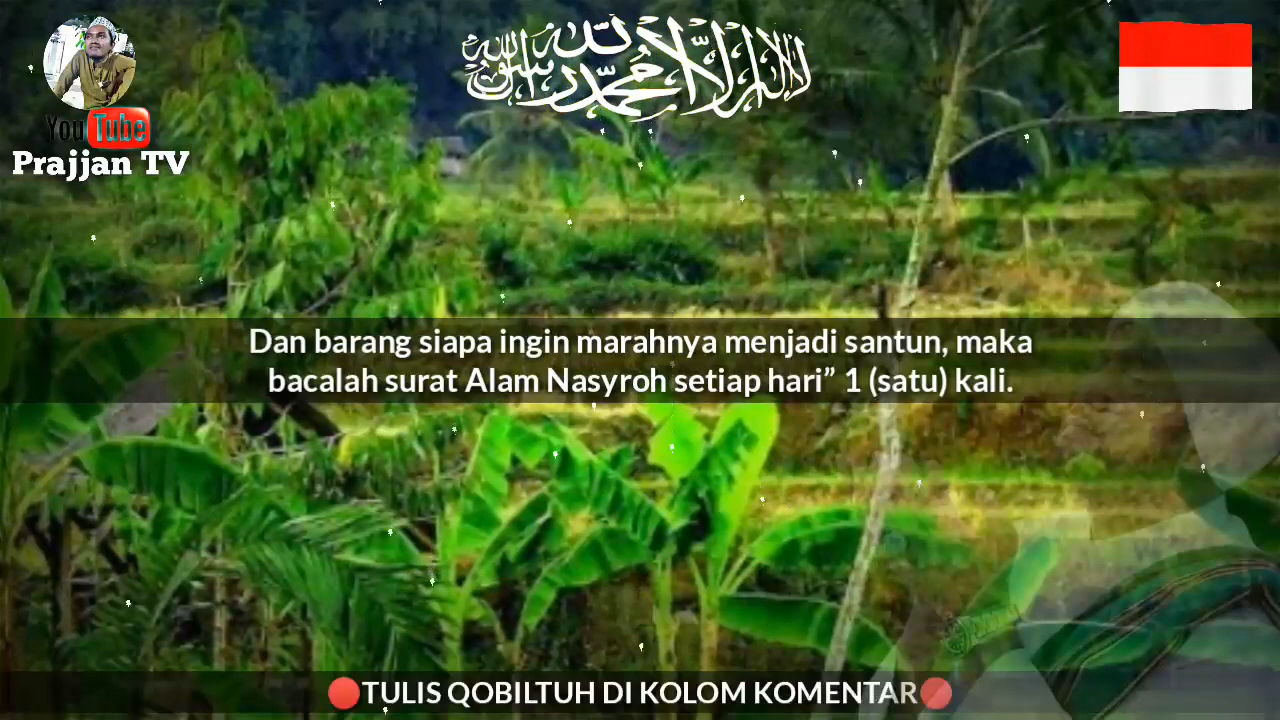 لا إله إلا الله محمد رسول الله
YouTube
Prajjan TV
Dan barang siapa ingin marahnya menjadi santun, maka
bacalah surat Alam Nasyroh setiap hari” 1 (satu) kali.
🔴TULIS QOBILTUH DI KOLOM KOMENTAR🔴